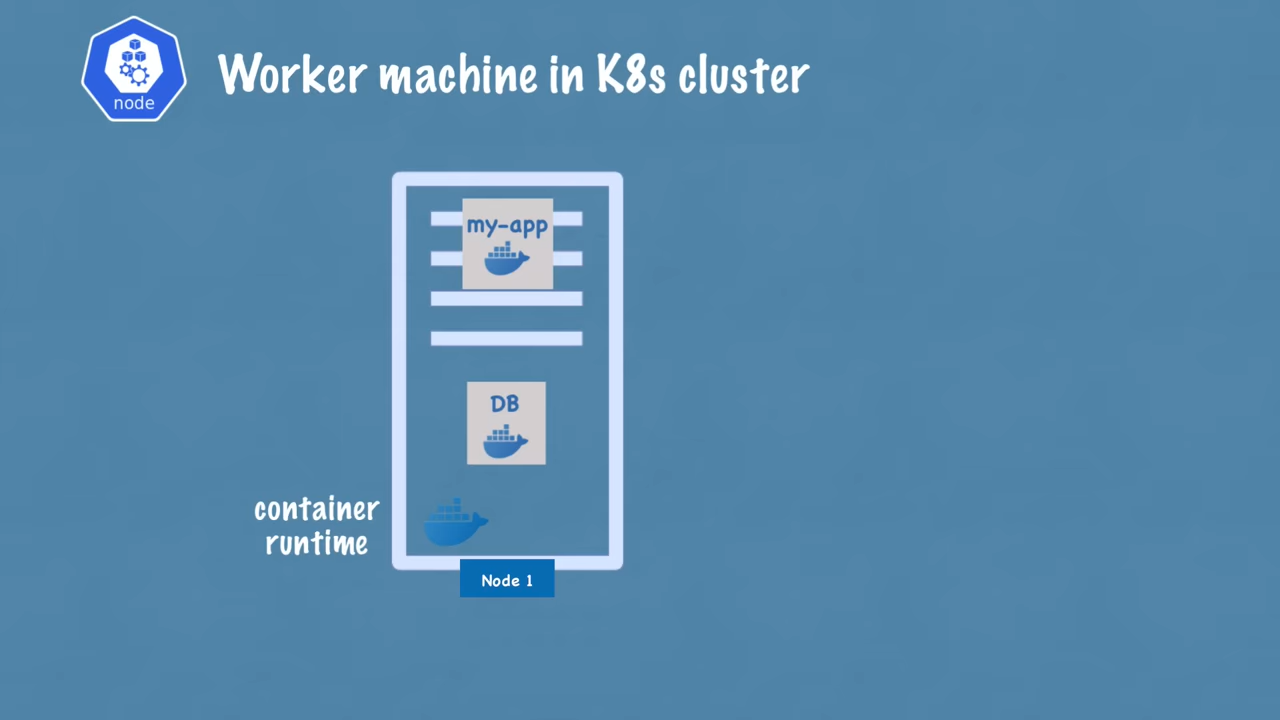 node
Worker machine in K8s cluster
my-app
DB
container
runtime
Node 1